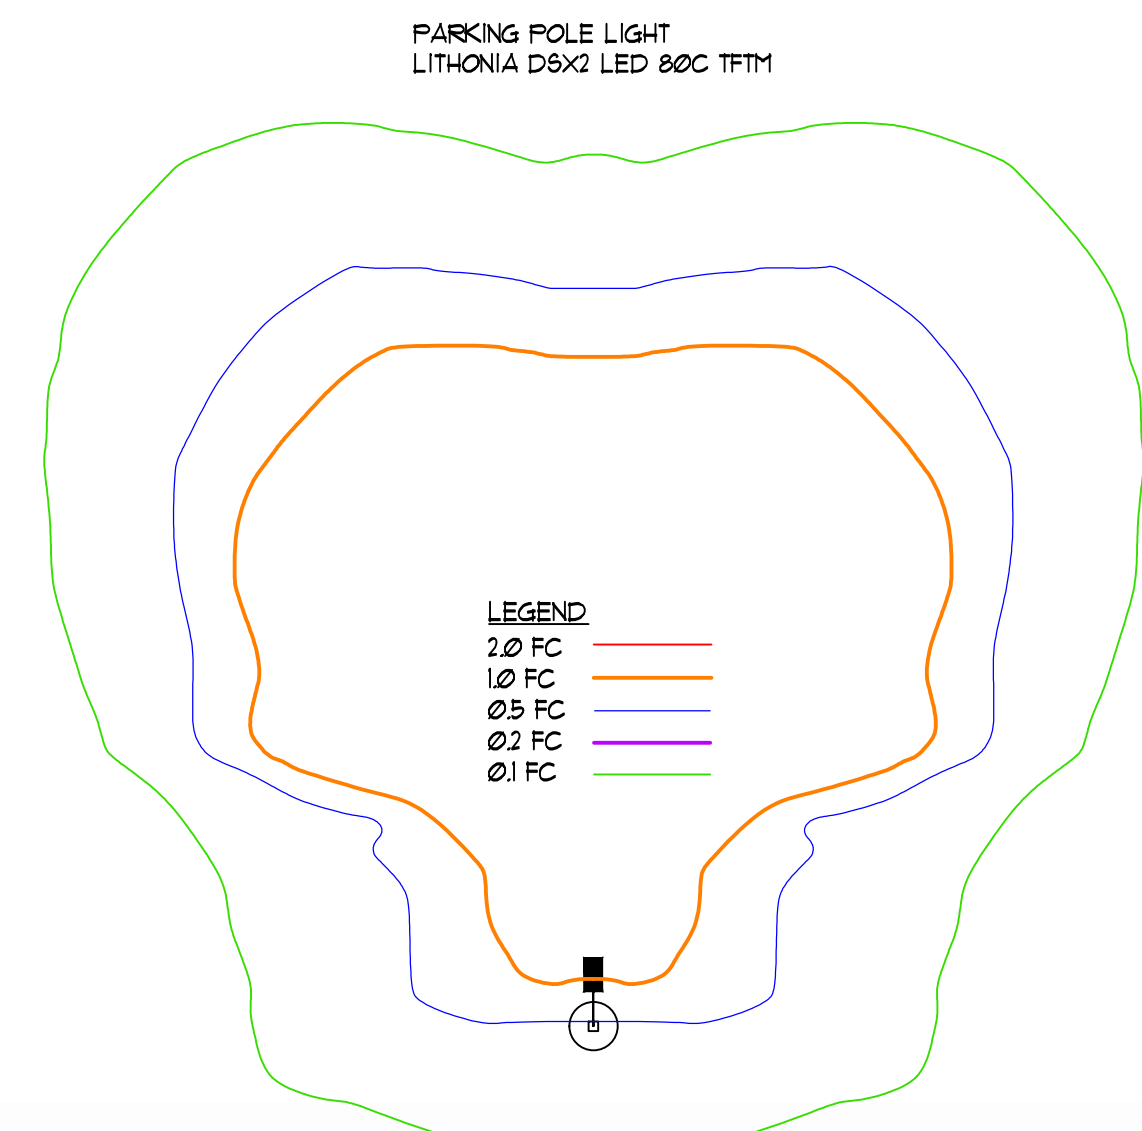 PARKING POLE LIGHT
LITHONIA DSX2 LED 80C TFTM
LEGEND
2.0 FC
1.0 FC
0.5 FC
0.2 FC
0.1 FC